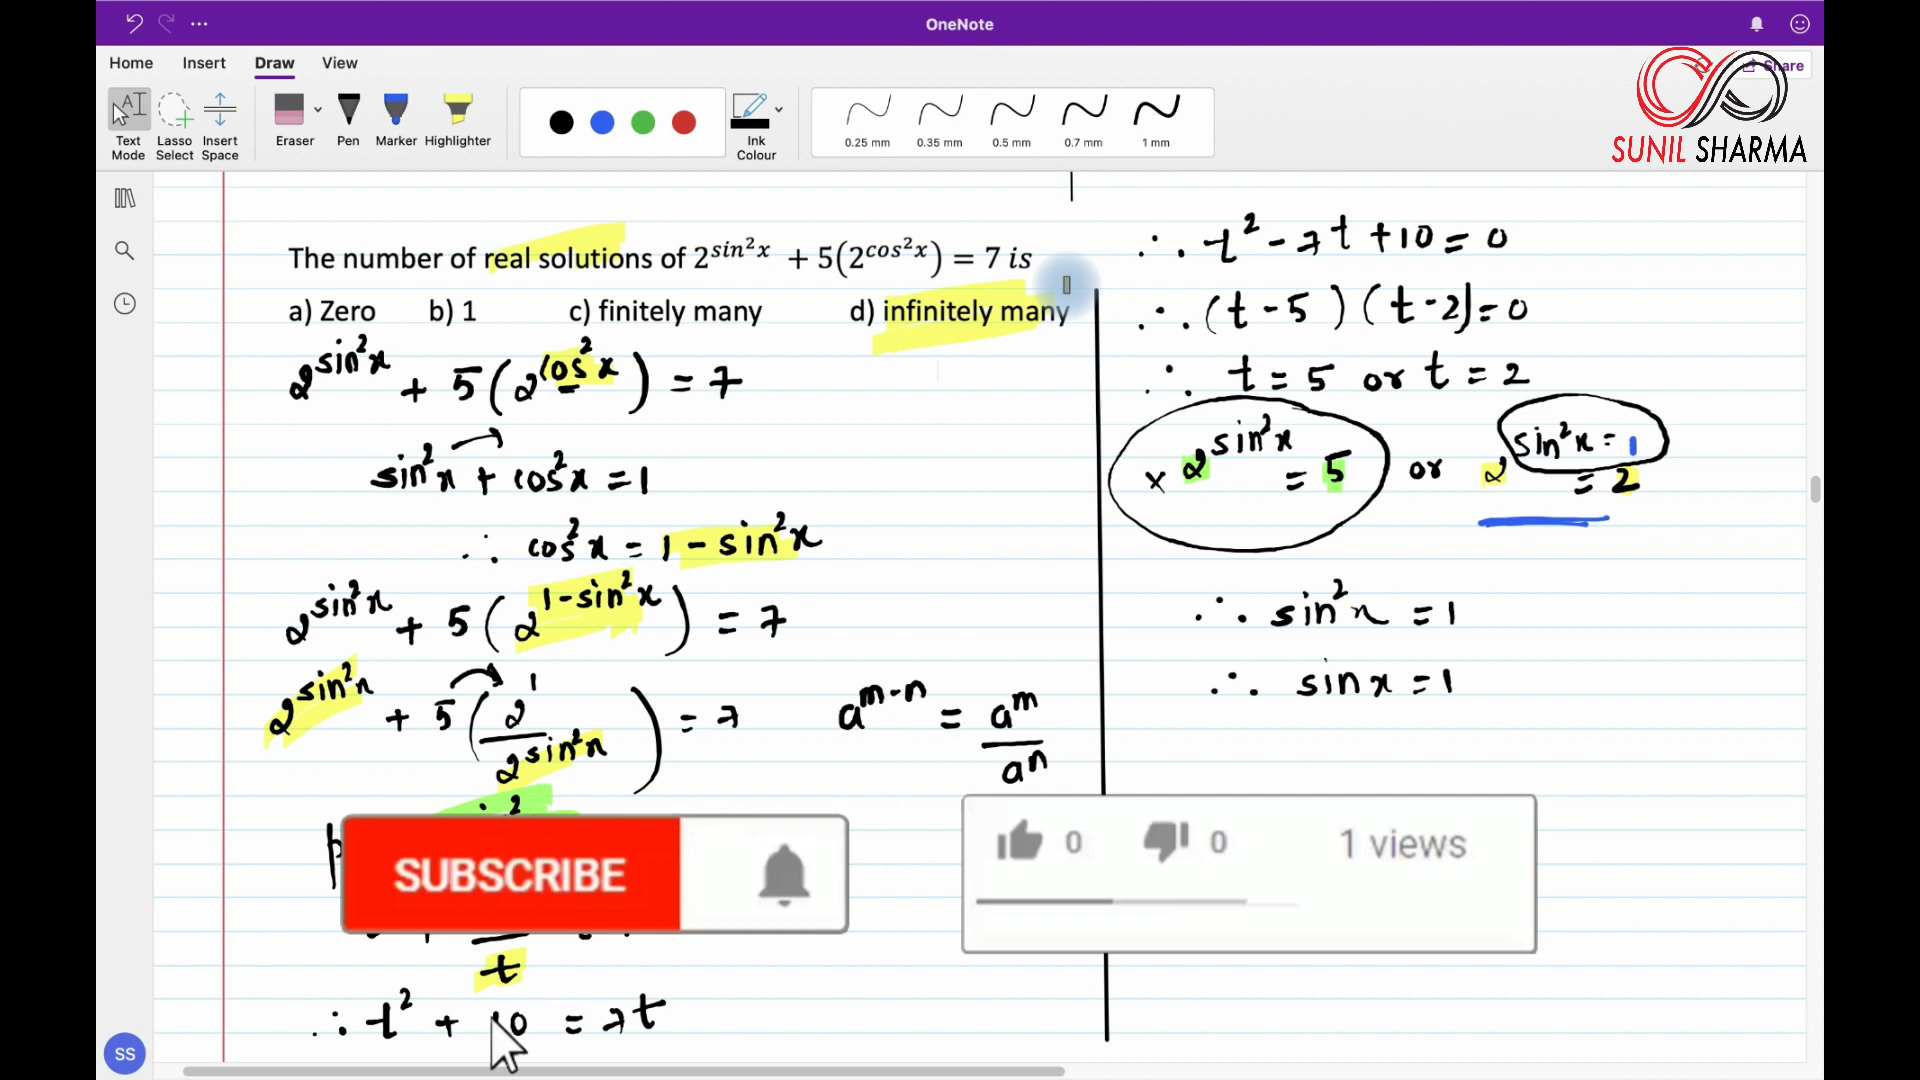 OneNote
Home Insert Draw View Share
Text Mode
Lasso Select
Insert Space
Eraser
Pen
Marker
Highlighter
Ink Colour
0.25 mm 0.35 mm 0.5 mm 0.7 mm 1 mm
SUNIL SHARMA
The number of real solutions of 2^{sin²x} + 5(2^{cos²x}) = 7 is
a) Zero b) 1 c) finitely many d) infinitely many
2^{sin²x} + 5(2^{cos²x}) = 7
sin²x + cos²x = 1
∴ cos²x = 1 - sin²x
2^{sin²x} + 5(2^{1-sin²x}) = 7
2^{sin²x} + 5(2^1/2^{sin²x}) = 7
a^{m-n} = a^m/a^n
t
∴ t² + 10 = 7t
∴ t² - 7t + 10 = 0
∴ (t - 5)(t - 2) = 0
∴ t = 5 or t = 2
× 2^{sin²x} = 5 or 2^{sin²x = 1} = 2
∴ sin²x = 1
∴ sinx = 1
SUBSCRIBE
0 0 1 views
SS